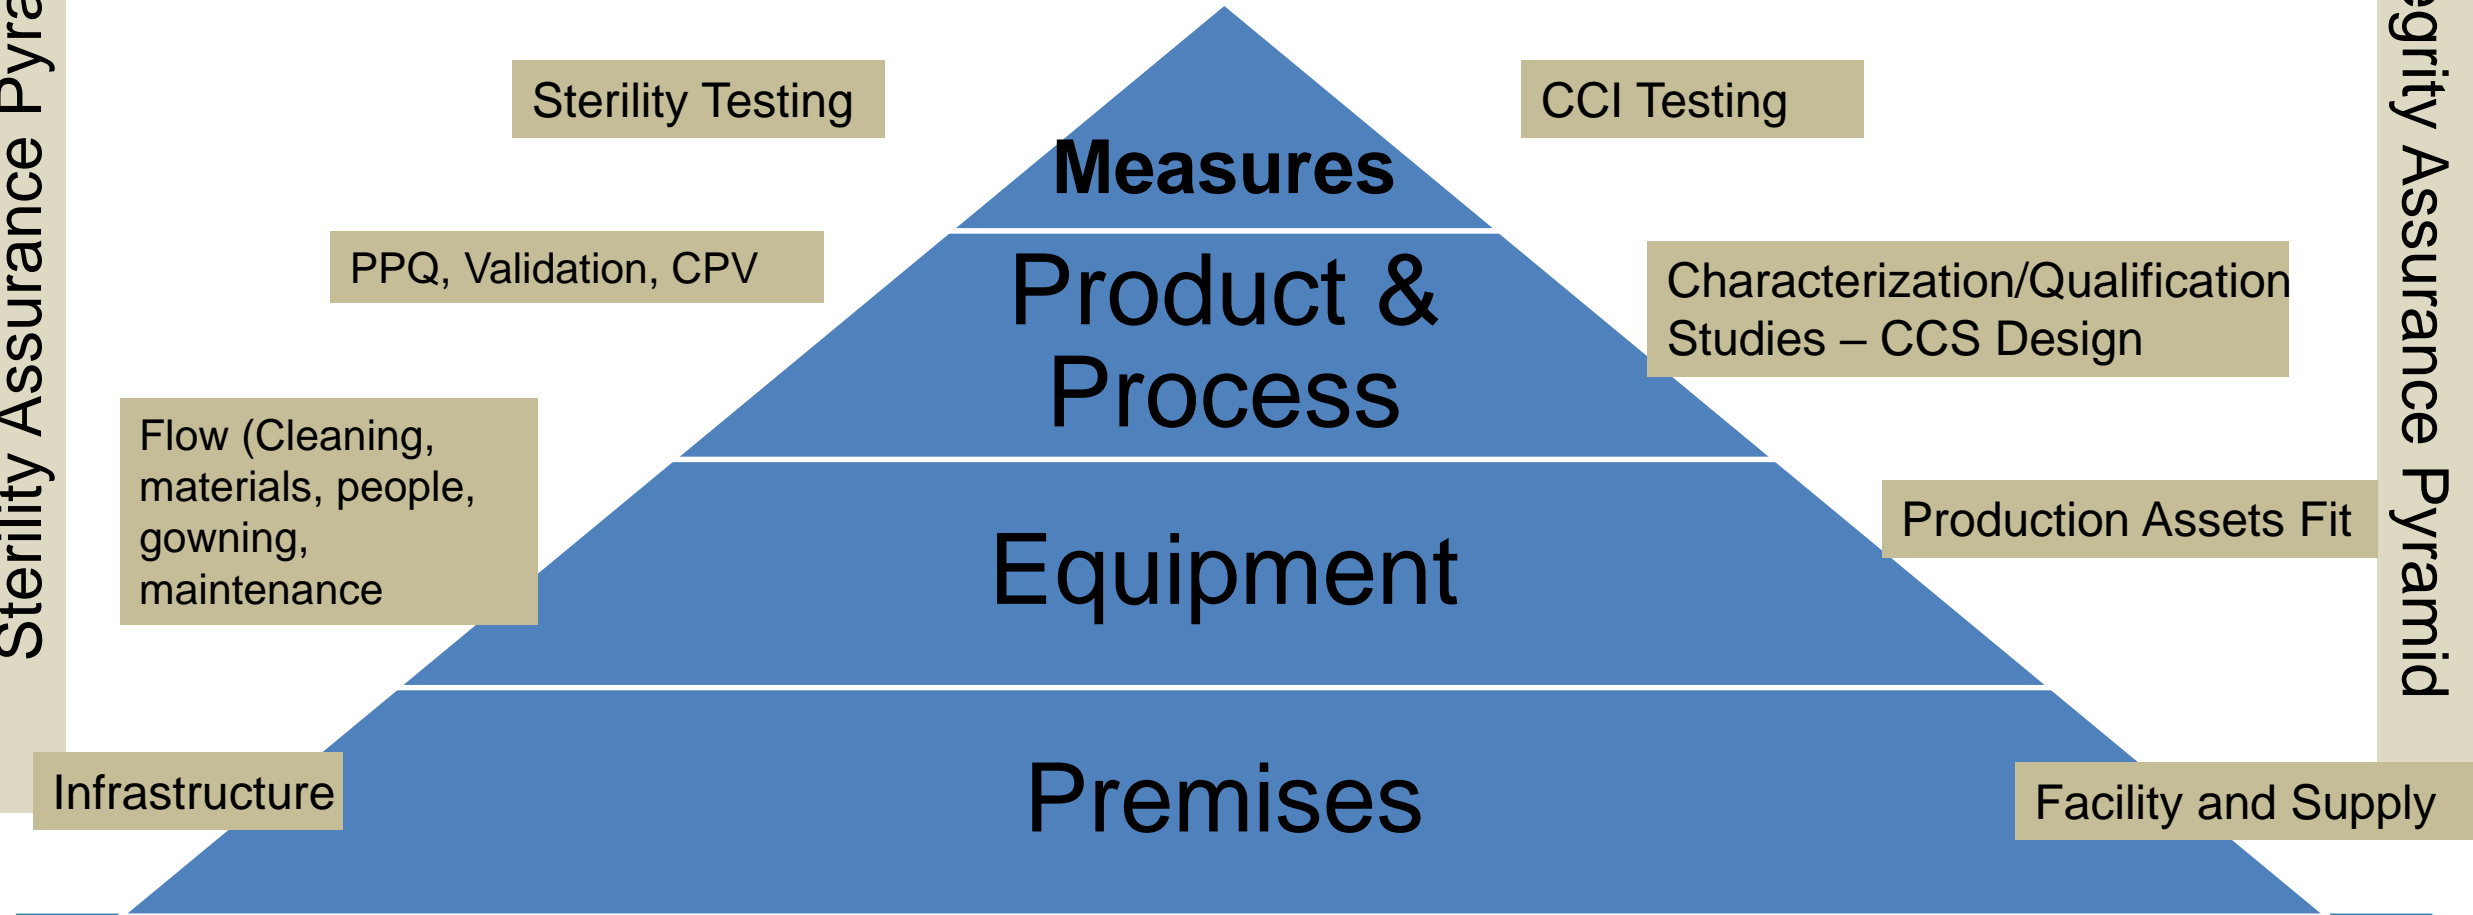 Sterility Assurance
Sterility Testing
CCI Testing
Measures
PPQ, Validation, CPV
Product &
Process
Characterization/Qualification
Studies – CCS Design
Flow (Cleaning,
materials, people,
gowning,
maintenance
Equipment
Production Assets Fit
Infrastructure
Premises
Facility and Supply
Assurance Pyramid